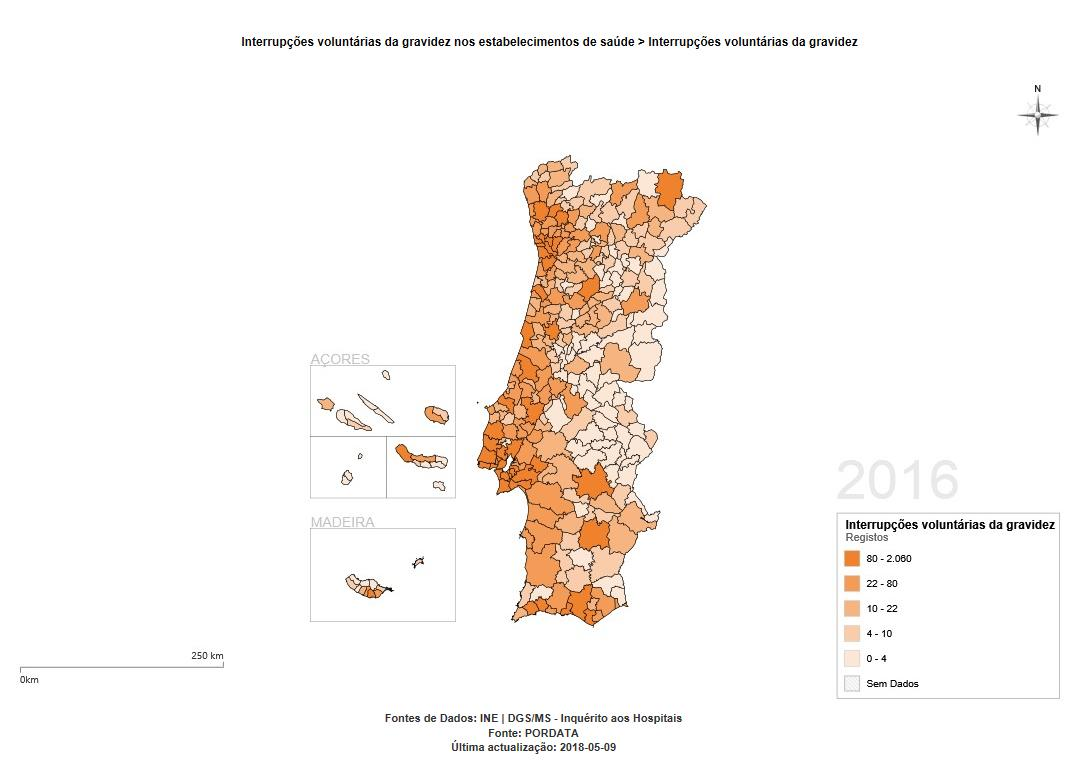 Interrupções voluntárias da gravidez nos estabelecimentos de saúde > Interrupções voluntárias da gravidez
N
AÇORES
MADEIRA
2016
Interrupções voluntárias da gravidez
Registos
80 - 2.060
22 - 80
10 - 22
4 - 10
0 - 4
Sem Dados
250 km
0km
Fontes de Dados: INE | DGS/MS - Inquérito aos Hospitais
Fonte: PORDATA
Última actualização: 2018-05-09